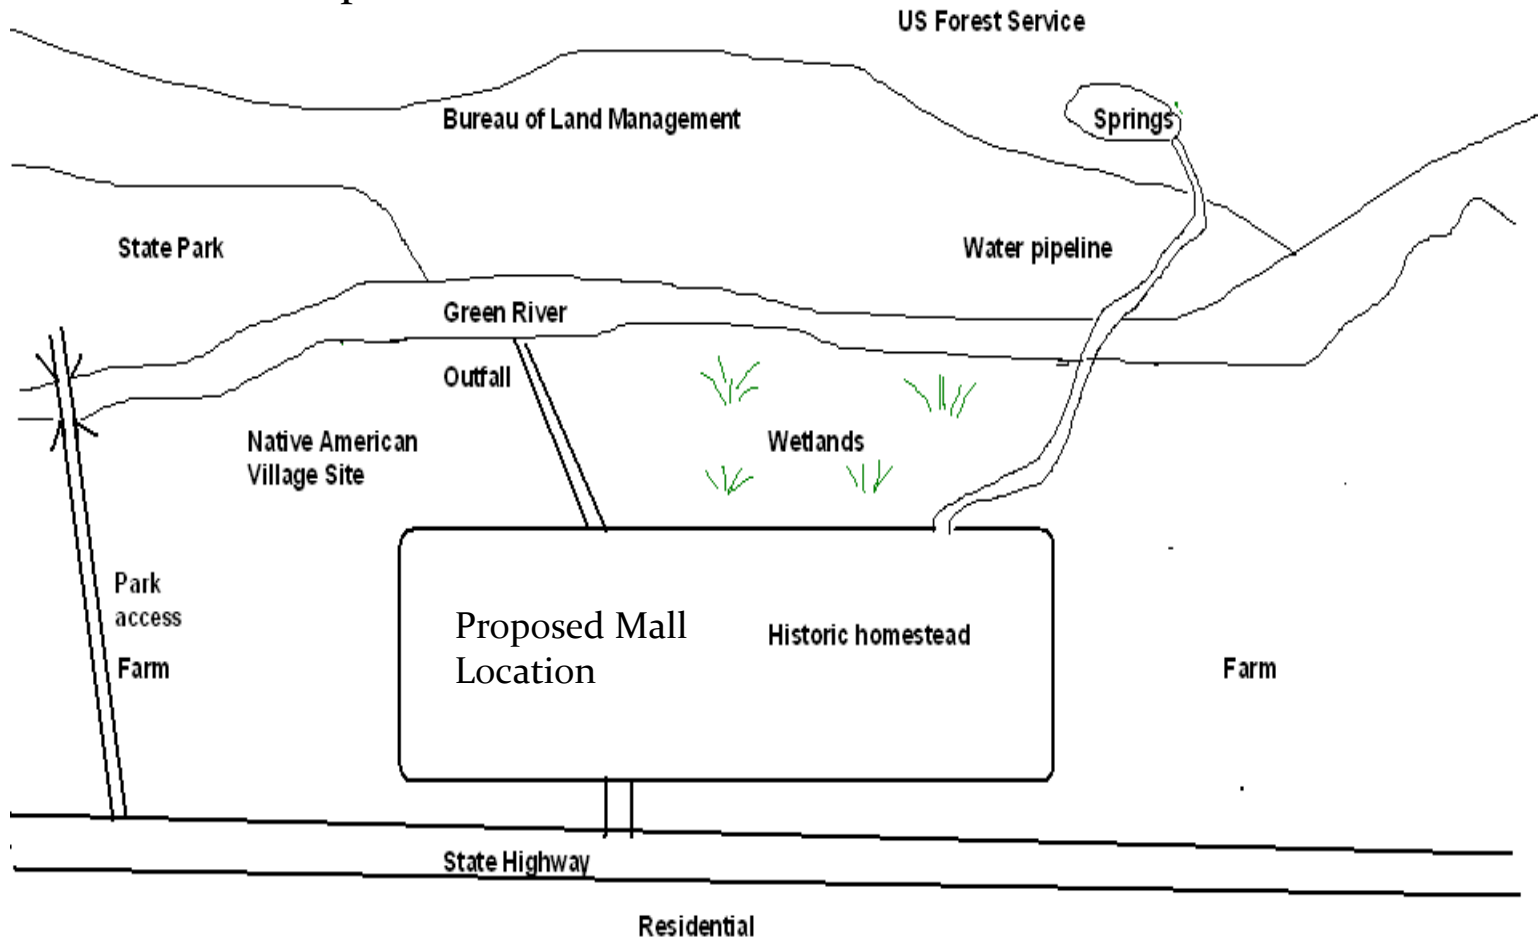 US Forest Service
Bureau of Land Management
Springs
State Park
Water pipeline
Green River
Outfall
Native American
Village Site
Wetlands
Park
access
Farm
Proposed Mall
Location
Historic homestead
Farm
State Highway
Residential